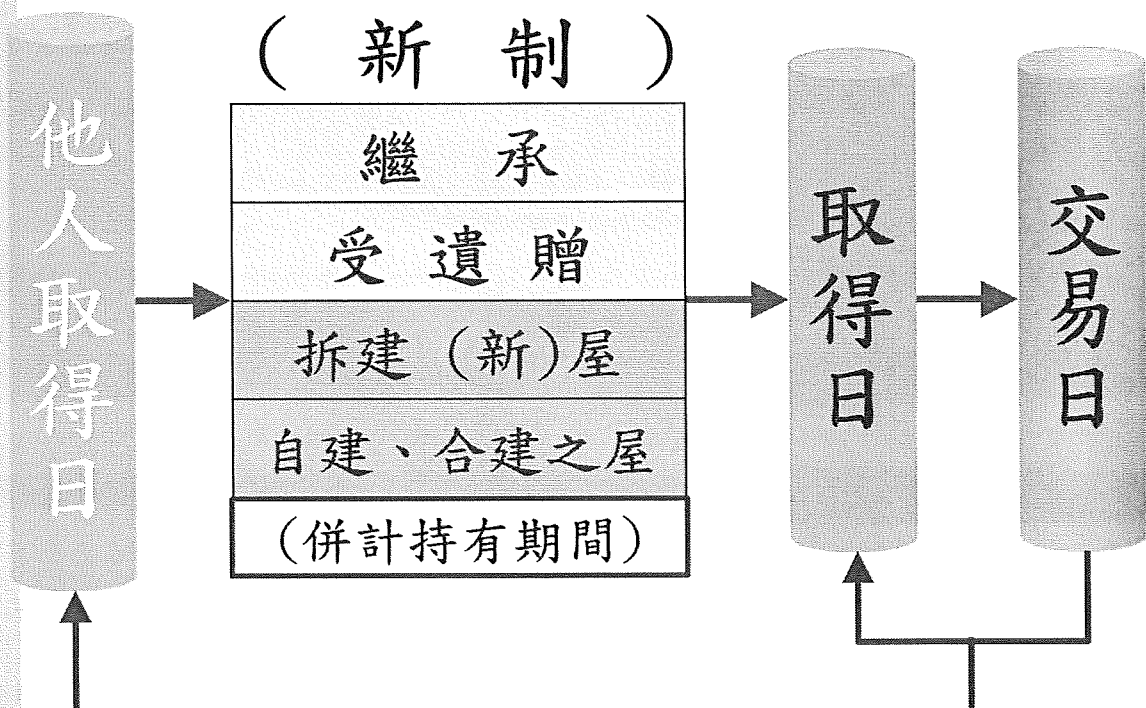 他人取得日
( 新 制 )
繼 承
受 遺 贈
拆建 (新)屋
自建、合建之屋
(併計持有期間)
取得日
交易日